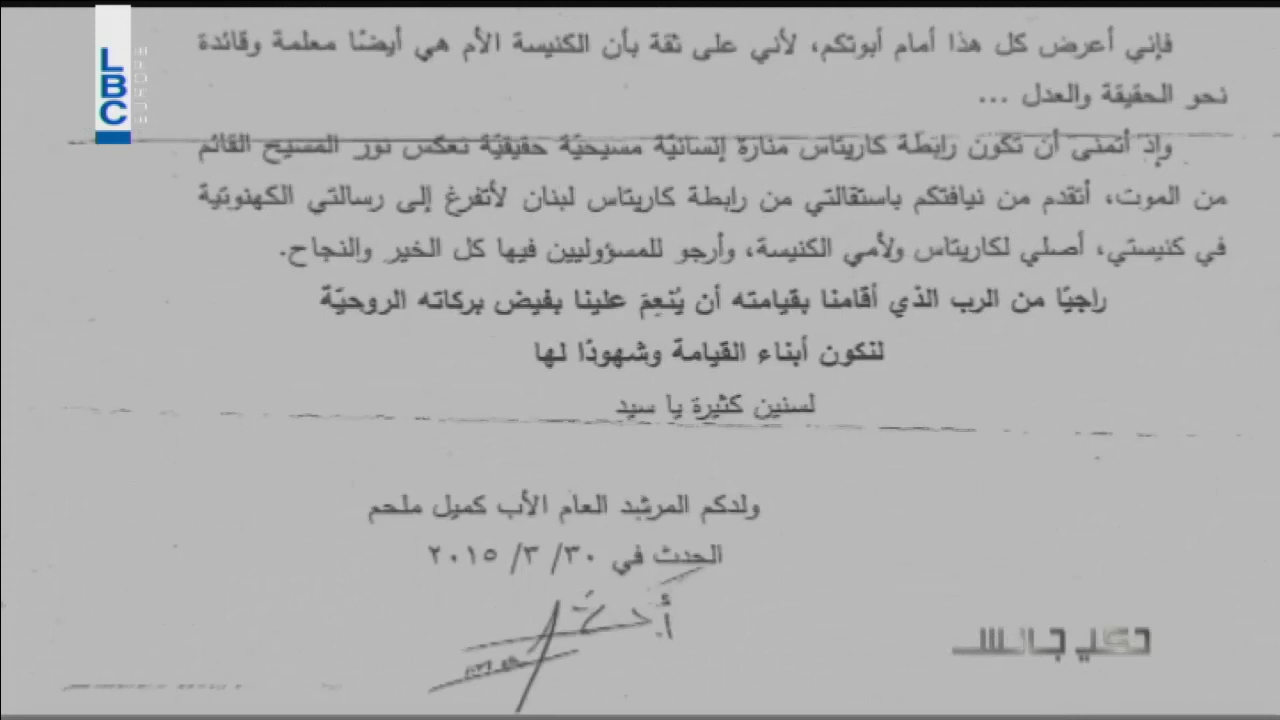 LBC
EUROPE
فإني أعرض كل هذا أمام أبوتكم، لأني على ثقة بأن الكنيسة الأم هي أيضًا معلمة وقائدة
نحو الحقيقة والعدل ...
وإذ أتمنى أن تكون رابطة كاريتاس منارة إنسانيّة مسيحيّة حقيقيّة تعكس نور المسيح القائم
من الموت، أتقدم من نيافتكم باستقالتي من رابطة كاريتاس لبنان لأتفرغ إلى رسالتي الكهنوتية
في كنيستي، أصلي لكاريتاس ولأمي الكنيسة، وأرجو للمسؤوليين فيها كل الخير والنجاح.
راجيًا من الرب الذي أقامنا بقيامته أن يُنعِمَ علينا بفيض بركاته الروحيّة
لنكون أبناء القيامة وشهودًا لها
لسنين كثيرة يا سيد
ولدكم المرشد العام الأب كميل ملحم
الحدث في ٣٠/ ٣/ ٢٠١٥
حكي جالس